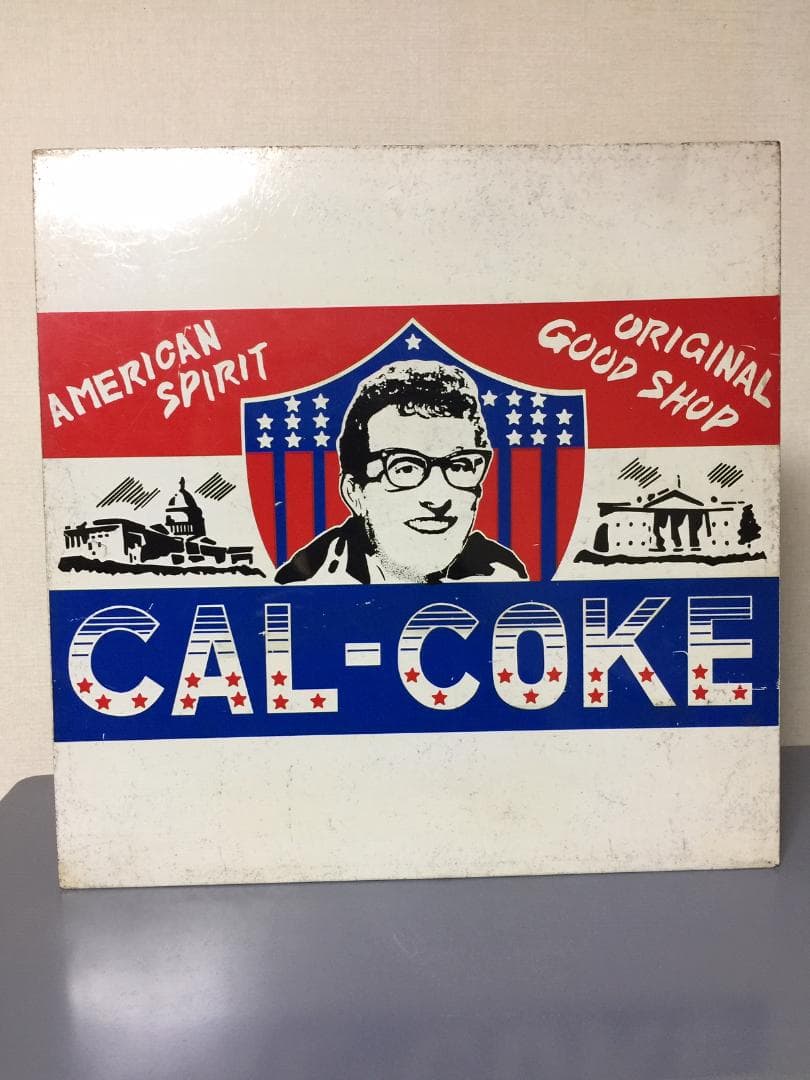 AMERICAN
SPIRIT
ORIGINAL
GOOD SHOP
CAL-COKE